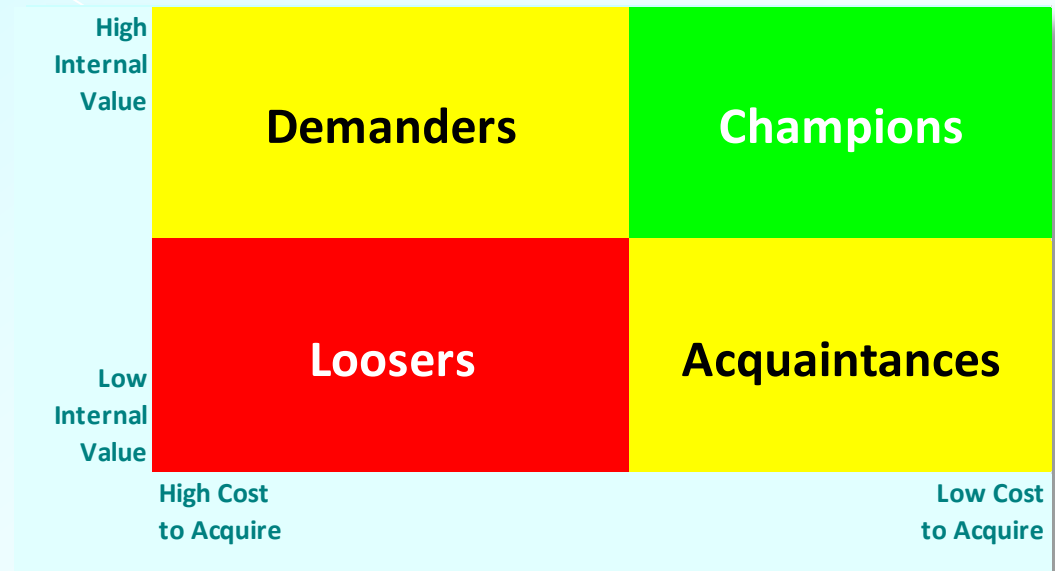 High
Internal
Value
Demanders
Champions
Loosers
Acquaintances
Low
Internal
Value
High Cost
to Acquire
Low Cost
to Acquire